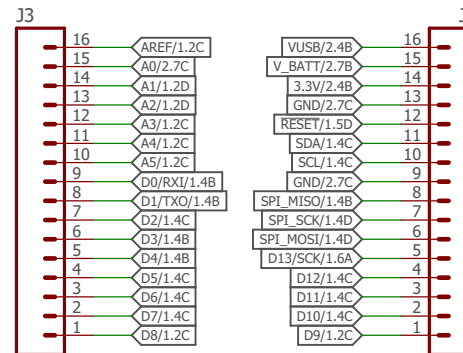 J3 J
16 AREF/1.2C VUSB/2.4B 16
15 A0/2.7C V_BATT/2.7B 15
14 A1/1.2D 3.3V/2.4B 14
13 A2/1.2D GND/2.7C 13
12 A3/1.2C RESET/1.5D 12
11 A4/1.2C SDA/1.4C 11
10 A5/1.2C SCL/1.4C 10
9 D0/RXI/1.4B GND/2.7C 9
8 D1/TXO/1.4B SPI_MISO/1.4B 8
7 D2/1.4C SPI_SCK/1.4D 7
6 D3/1.4B SPI_MOSI/1.4D 6
5 D4/1.4B D13/SCK/1.6A 5
4 D5/1.4C D12/1.4C 4
3 D6/1.4C D11/1.4C 3
2 D7/1.4C D10/1.4C 2
1 D8/1.2C D9/1.2C 1